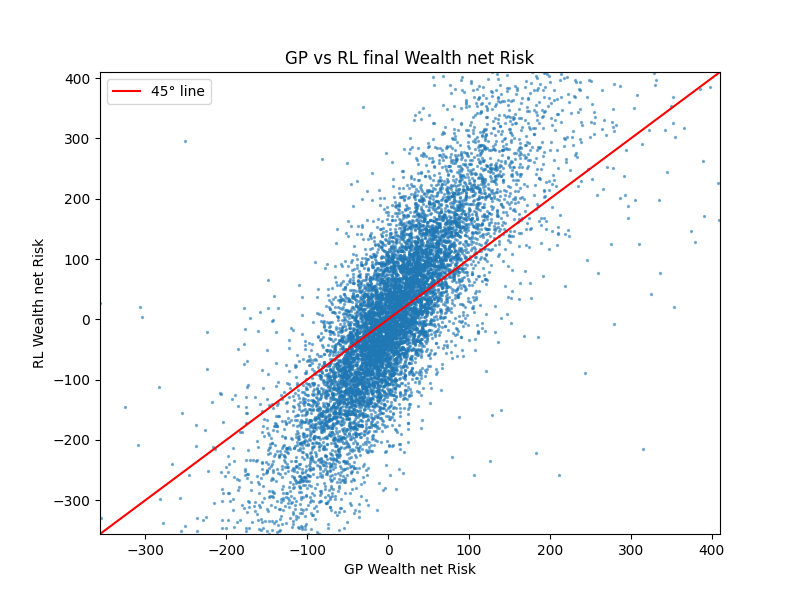 GP vs RL final Wealth net Risk
45° line
400
300
200
100
0
−100
−200
−300
RL Wealth net Risk
−300 −200 −100 0 100 200 300 400
GP Wealth net Risk